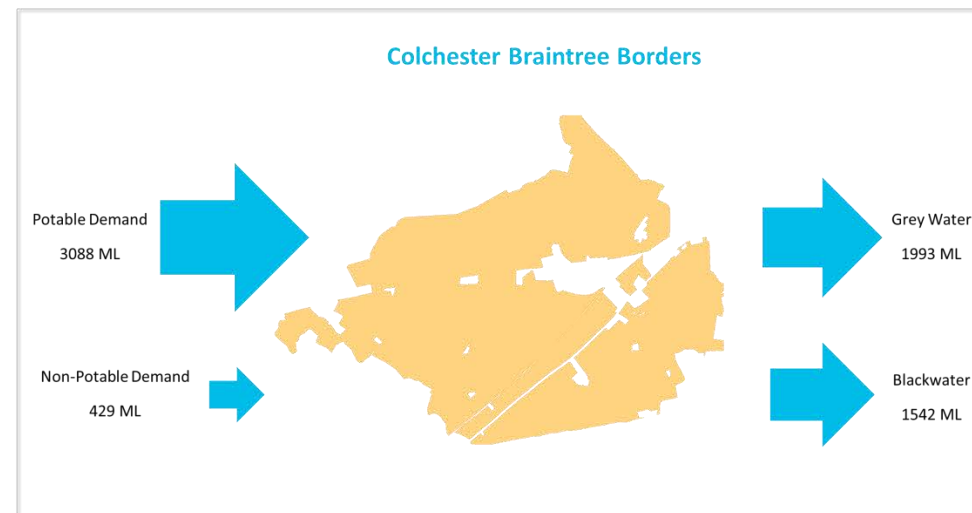 Colchester Braintree Borders
Potable Demand
3088 ML
Grey Water
1993 ML
Non-Potable Demand
429 ML
Blackwater
1542 ML